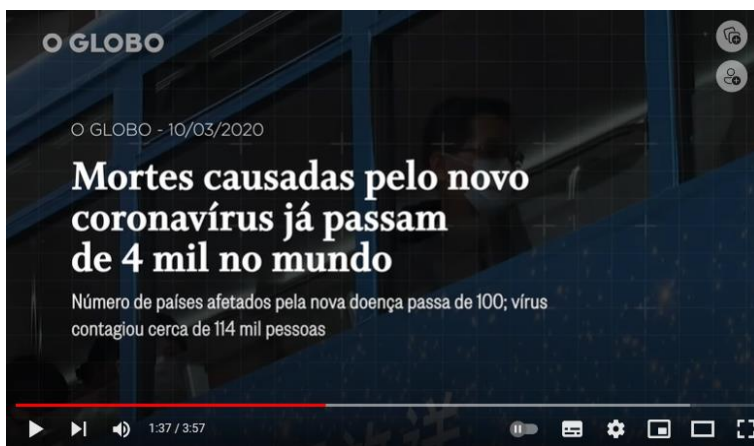 O GLOBO
O GLOBO - 10/03/2020
Mortes causadas pelo novo
coronavírus já passam
de 4 mil no mundo
Número de países afetados pela nova doença passa de 100; vírus
contagiou cerca de 114 mil pessoas
1:37 / 3:57